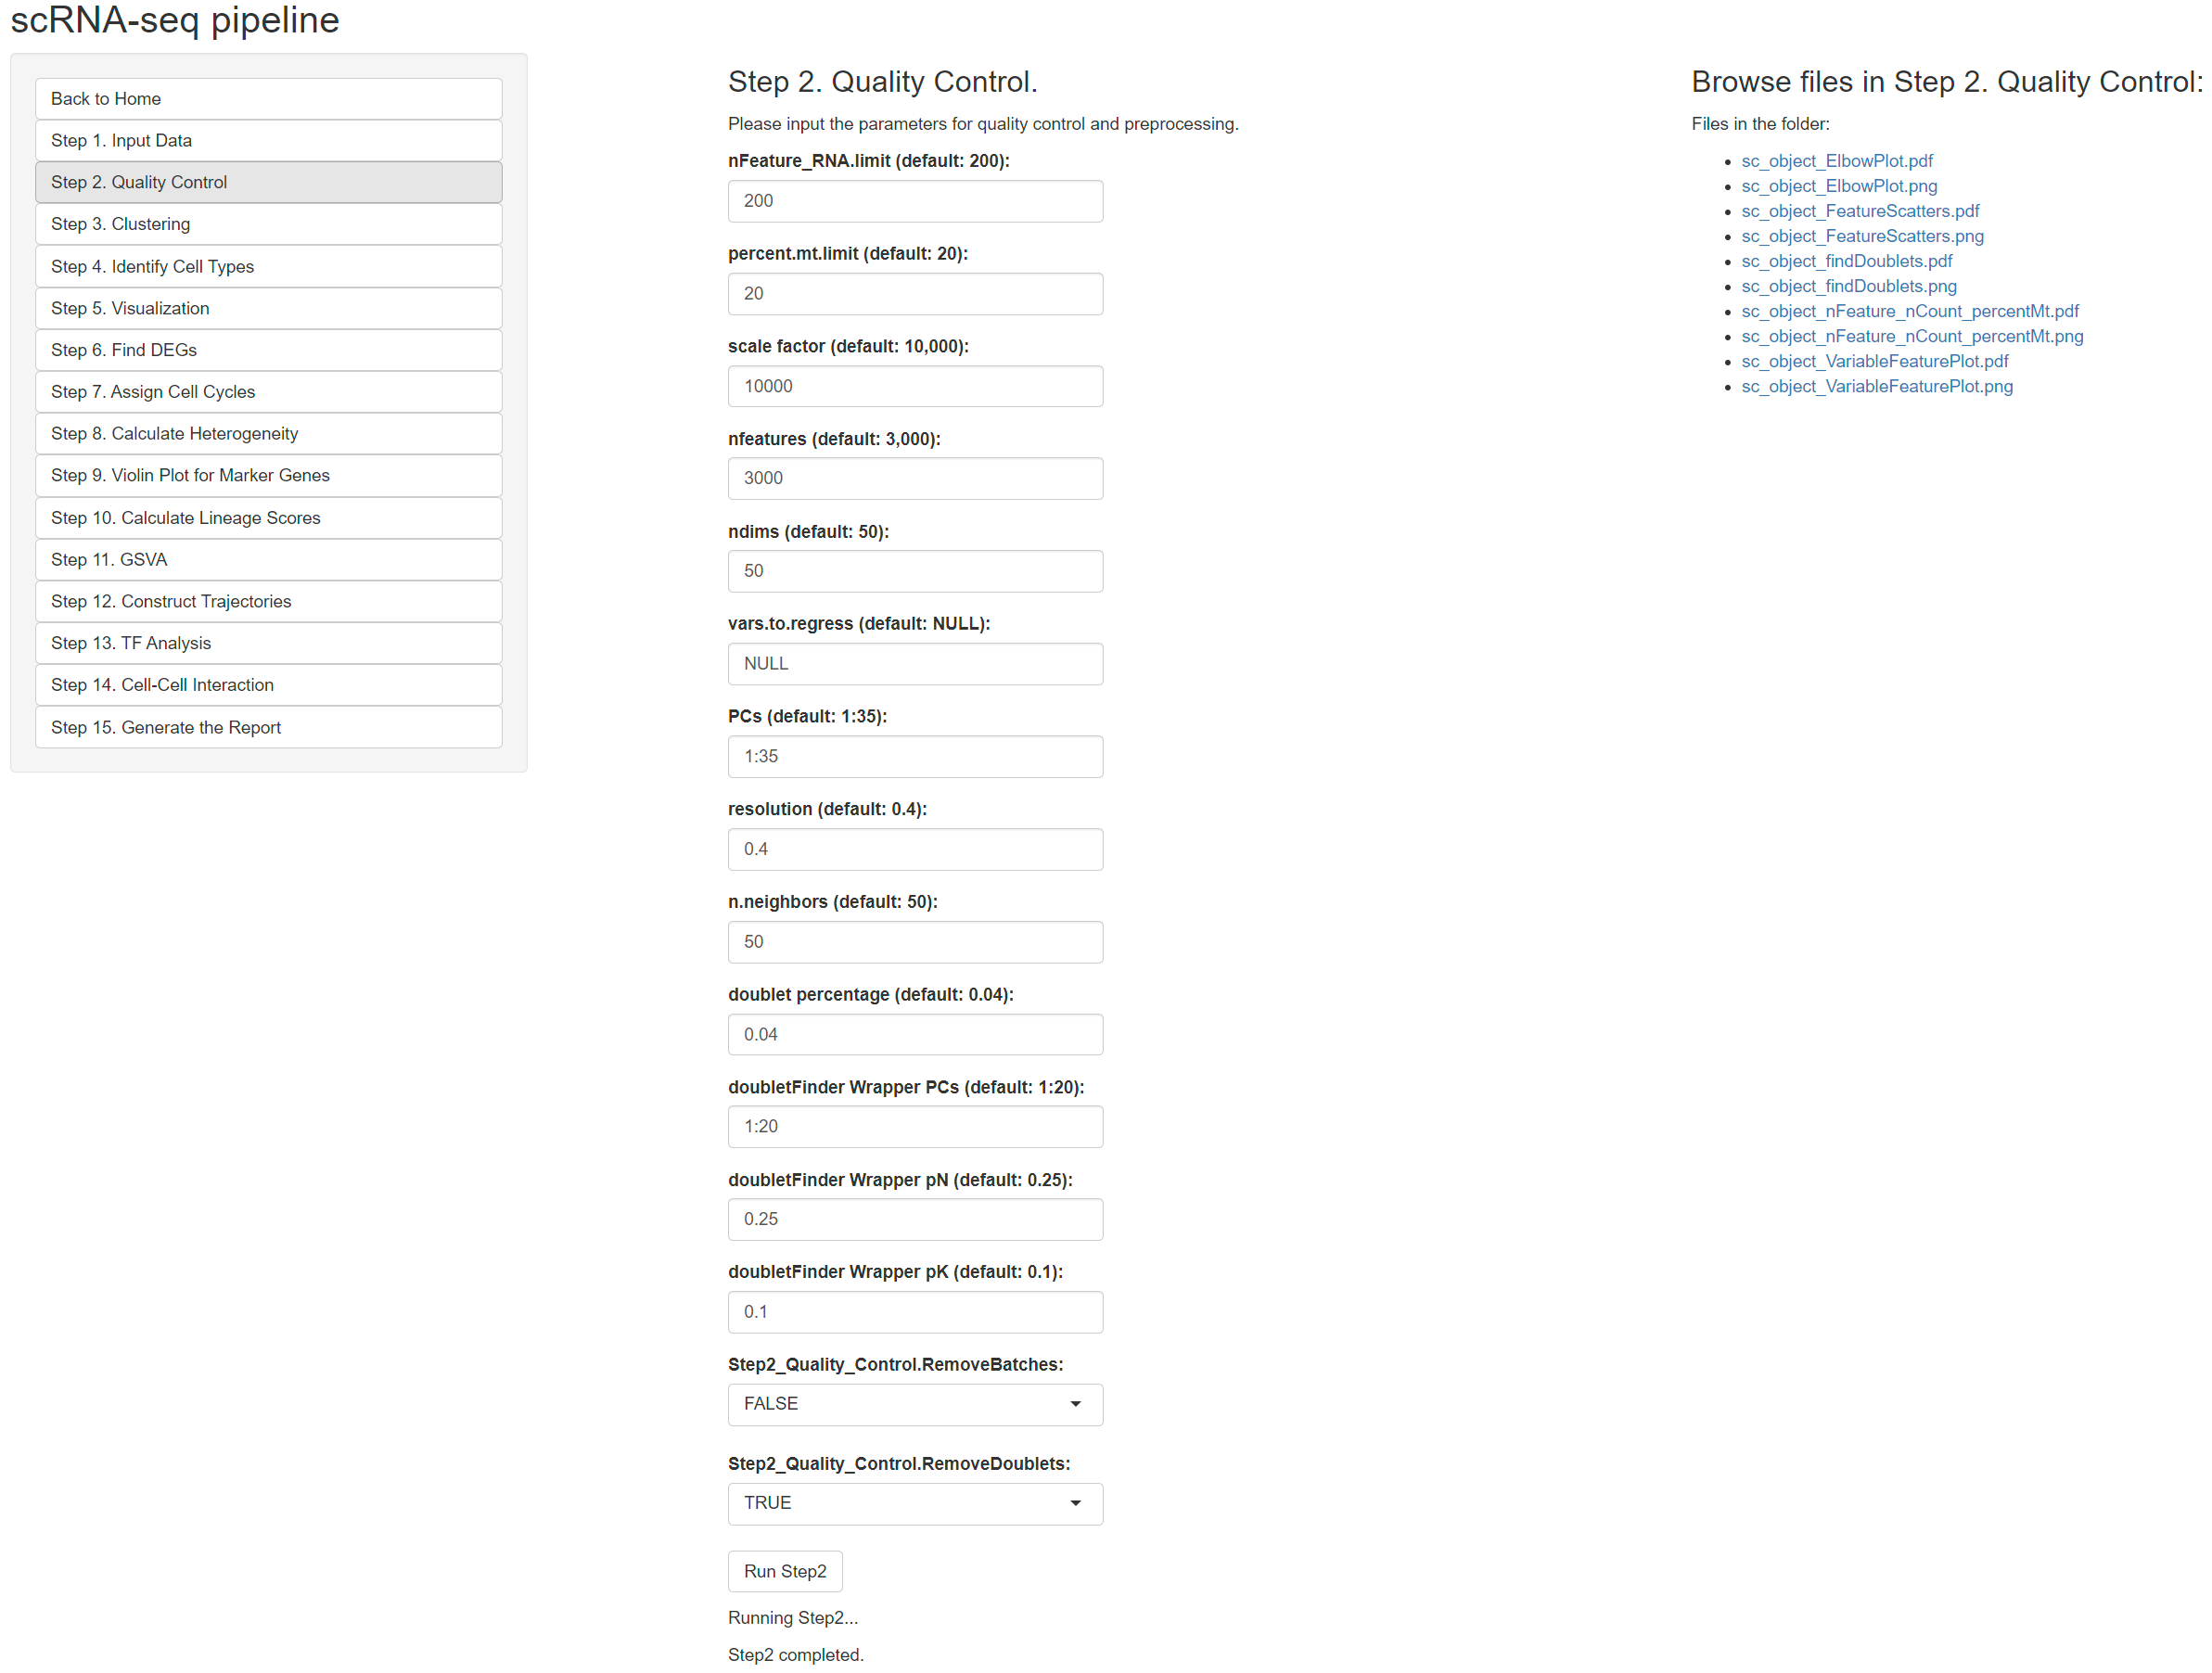 scRNA-seq pipeline
Back to Home
Step 1. Input Data
Step 2. Quality Control
Step 3. Clustering
Step 4. Identify Cell Types
Step 5. Visualization
Step 6. Find DEGs
Step 7. Assign Cell Cycles
Step 8. Calculate Heterogeneity
Step 9. Violin Plot for Marker Genes
Step 10. Calculate Lineage Scores
Step 11. GSVA
Step 12. Construct Trajectories
Step 13. TF Analysis
Step 14. Cell-Cell Interaction
Step 15. Generate the Report
Step 2. Quality Control.
Please input the parameters for quality control and preprocessing.
nFeature_RNA.limit (default: 200):
200
percent.mt.limit (default: 20):
20
scale factor (default: 10,000):
10000
nfeatures (default: 3,000):
3000
ndims (default: 50):
50
vars.to.regress (default: NULL):
NULL
PCs (default: 1:35):
1:35
resolution (default: 0.4):
0.4
n.neighbors (default: 50):
50
doublet percentage (default: 0.04):
0.04
doubletFinder Wrapper PCs (default: 1:20):
1:20
doubletFinder Wrapper pN (default: 0.25):
0.25
doubletFinder Wrapper pK (default: 0.1):
0.1
Step2_Quality_Control.RemoveBatches:
FALSE
Step2_Quality_Control.RemoveDoublets:
TRUE
Run Step2
Running Step2...
Step2 completed.
Browse files in Step 2. Quality Control:
Files in the folder:
sc_object_ElbowPlot.pdf
sc_object_ElbowPlot.png
sc_object_FeatureScatters.pdf
sc_object_FeatureScatters.png
sc_object_findDoublets.pdf
sc_object_findDoublets.png
sc_object_nFeature_nCount_percentMt.pdf
sc_object_nFeature_nCount_percentMt.png
sc_object_VariableFeaturePlot.pdf
sc_object_VariableFeaturePlot.png